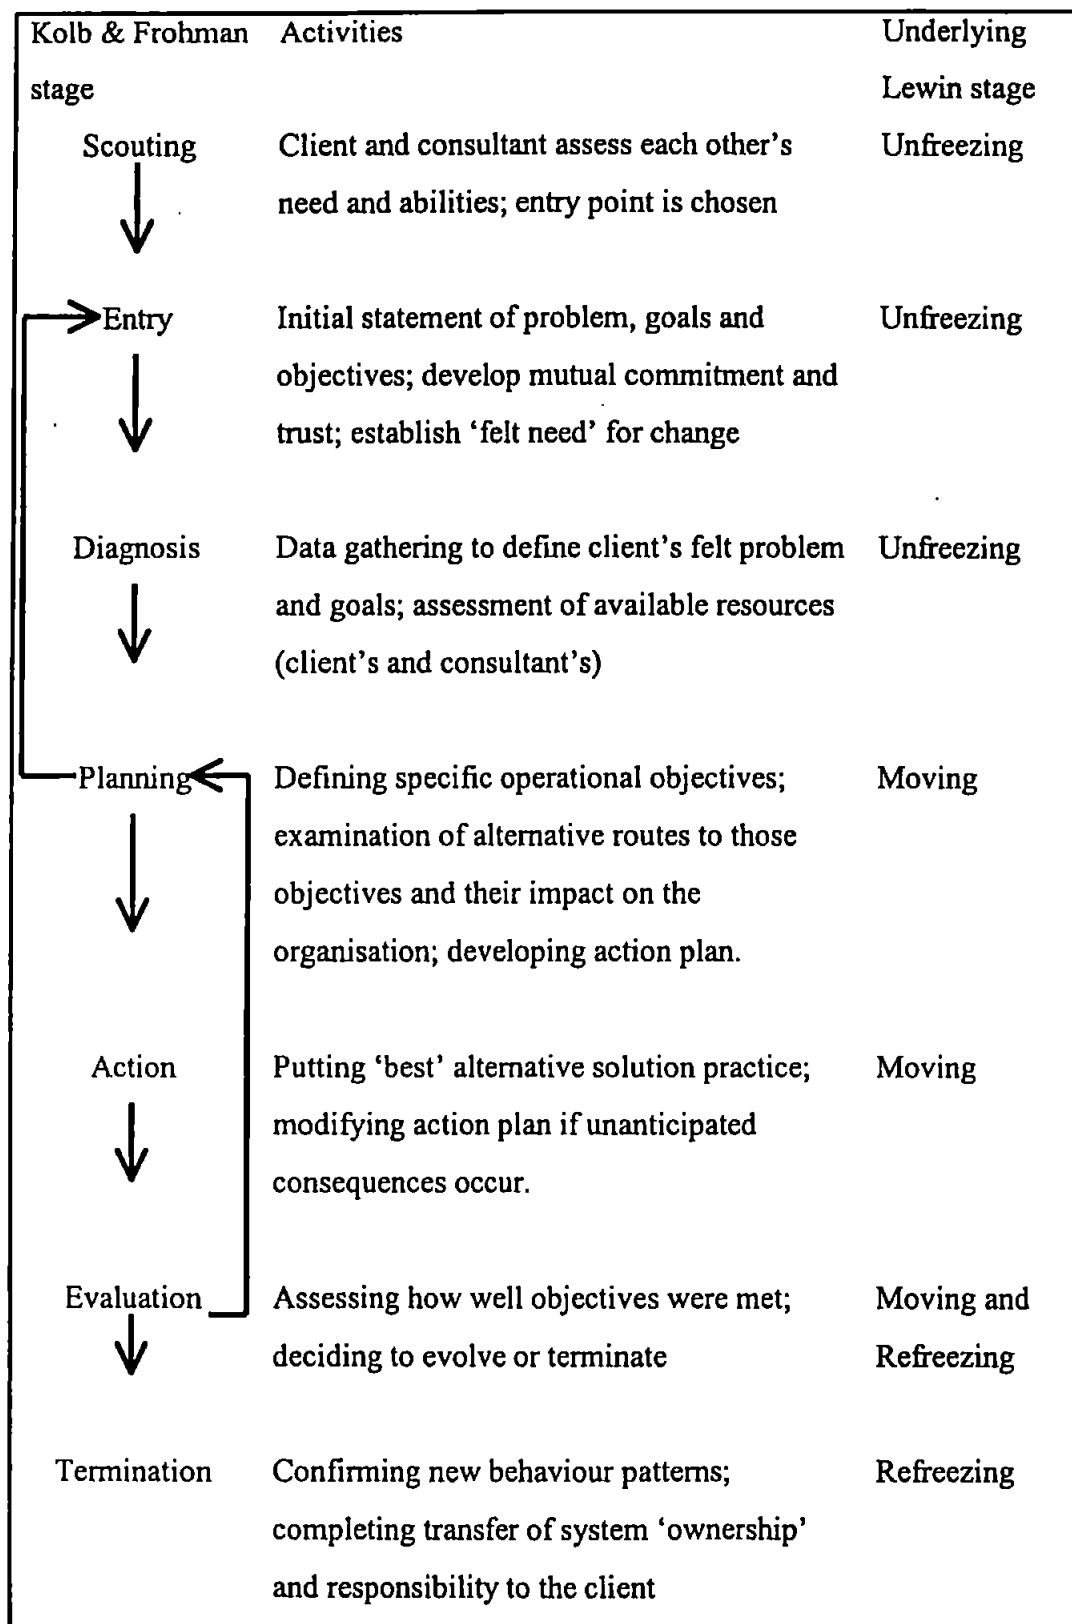 Kolb & Frohman Activities Underlying
stage Lewin stage
Scouting Client and consultant assess each other's Unfreezing
need and abilities; entry point is chosen
Entry Initial statement of problem, goals and Unfreezing
objectives; develop mutual commitment and
trust; establish 'felt need' for change
Diagnosis Data gathering to define client's felt problem Unfreezing
and goals; assessment of available resources
(client's and consultant's)
Planning Defining specific operational objectives; Moving
examination of alternative routes to those
objectives and their impact on the
organisation; developing action plan.
Action Putting 'best' alternative solution practice; Moving
modifying action plan if unanticipated
consequences occur.
Evaluation Assessing how well objectives were met; Moving and
deciding to evolve or terminate Refreezing
Termination Confirming new behaviour patterns; Refreezing
completing transfer of system 'ownership'
and responsibility to the client